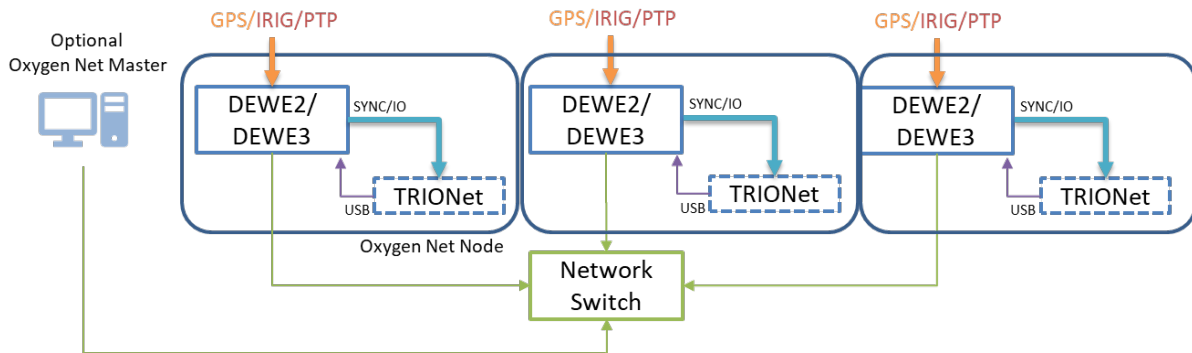 GPS/IRIG/PTP
GPS/IRIG/PTP
GPS/IRIG/PTP
Optional
Oxygen Net Master
DEWE2/
DEWE3
SYNC/IO
USB
TRIONet
Oxygen Net Node
DEWE2/
DEWE3
SYNC/IO
USB
TRIONet
DEWE2/
DEWE3
SYNC/IO
USB
TRIONet
Network
Switch